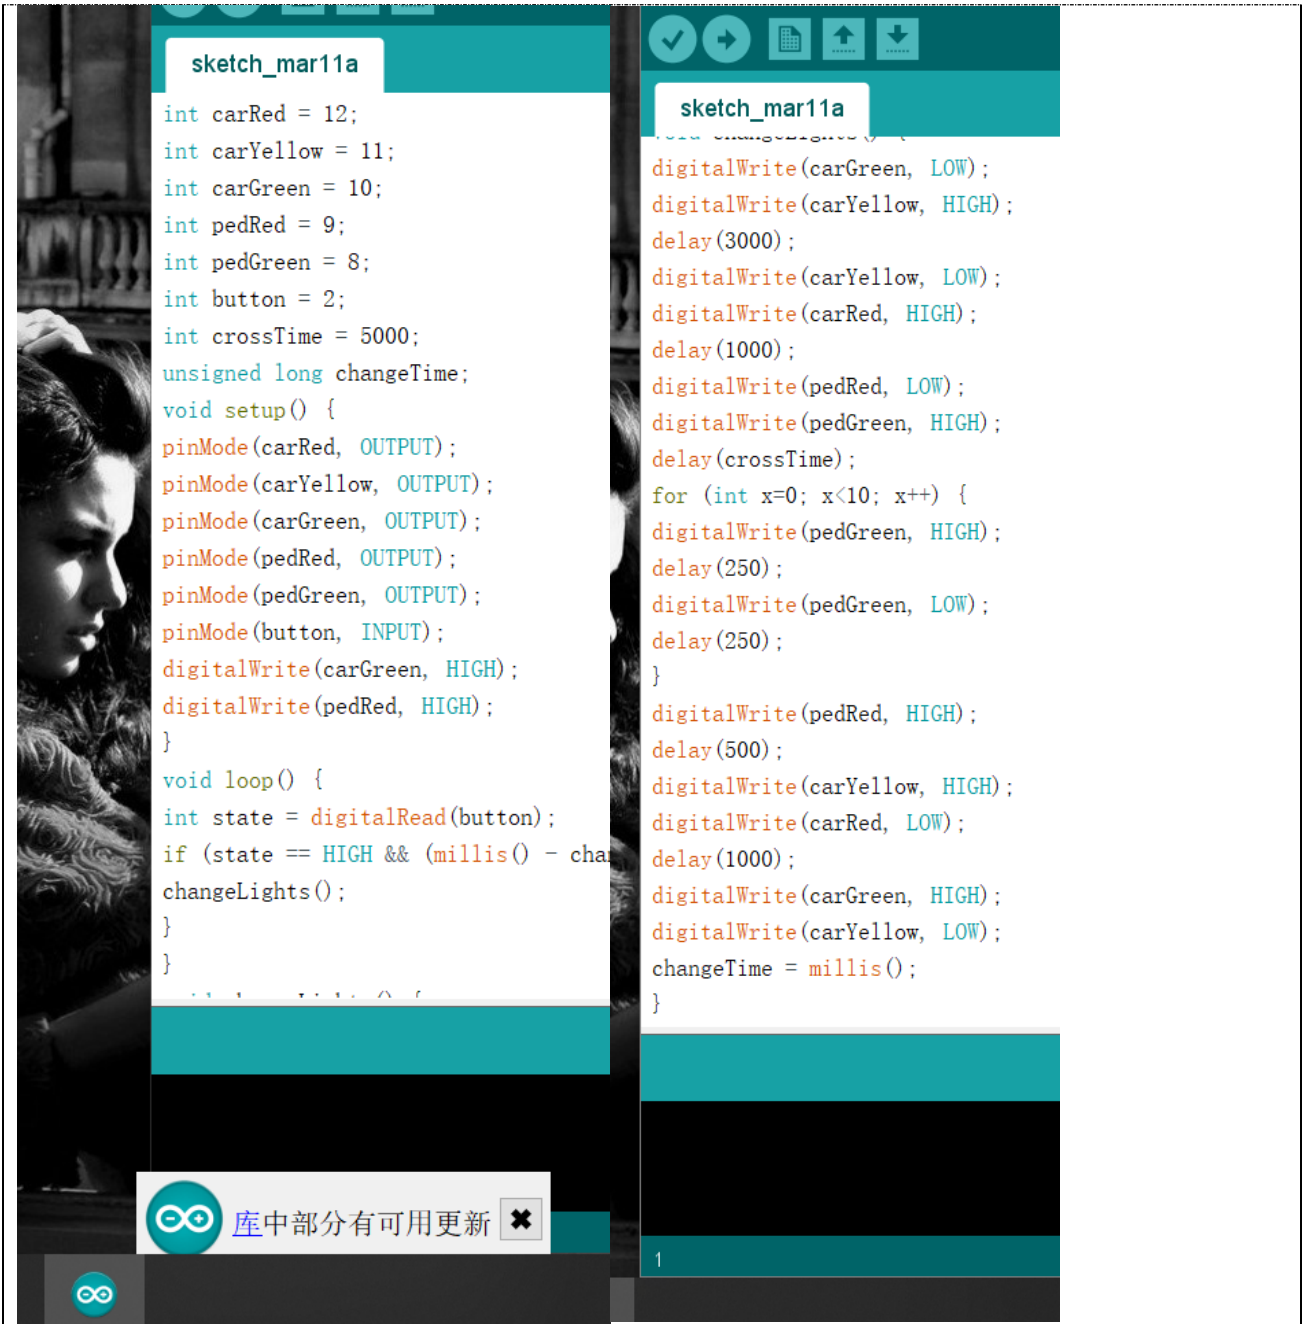 sketch_mar11a
int carRed = 12;
int carYellow = 11;
int carGreen = 10;
int pedRed = 9;
int pedGreen = 8;
int button = 2;
int crossTime = 5000;
unsigned long changeTime;
void setup() {
pinMode(carRed, OUTPUT);
pinMode(carYellow, OUTPUT);
pinMode(carGreen, OUTPUT);
pinMode(pedRed, OUTPUT);
pinMode(pedGreen, OUTPUT);
pinMode(button, INPUT);
digitalWrite(carGreen, HIGH);
digitalWrite(pedRed, HIGH);
}
void loop() {
int state = digitalRead(button);
if (state == HIGH && (millis() - cha
changeLights();
}
}
库中部分有可用更新
sketch_mar11a
void changeLights() {
digitalWrite(carGreen, LOW);
digitalWrite(carYellow, HIGH);
delay(3000);
digitalWrite(carYellow, LOW);
digitalWrite(carRed, HIGH);
delay(1000);
digitalWrite(pedRed, LOW);
digitalWrite(pedGreen, HIGH);
delay(crossTime);
for (int x=0; x<10; x++) {
digitalWrite(pedGreen, HIGH);
delay(250);
digitalWrite(pedGreen, LOW);
delay(250);
}
digitalWrite(pedRed, HIGH);
delay(500);
digitalWrite(carYellow, HIGH);
digitalWrite(carRed, LOW);
delay(1000);
digitalWrite(carGreen, HIGH);
digitalWrite(carYellow, LOW);
changeTime = millis();
}
1